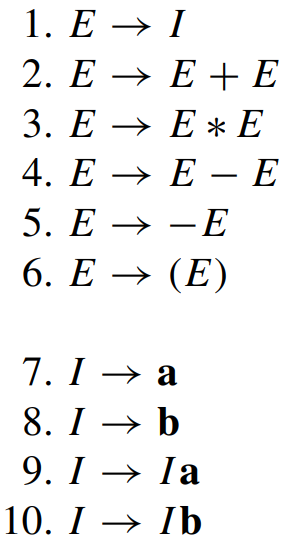 1. E → I
2. E → E + E
3. E → E ∗ E
4. E → E − E
5. E → −E
6. E → (E)
7. I → a
8. I → b
9. I → Ia
10. I → Ib